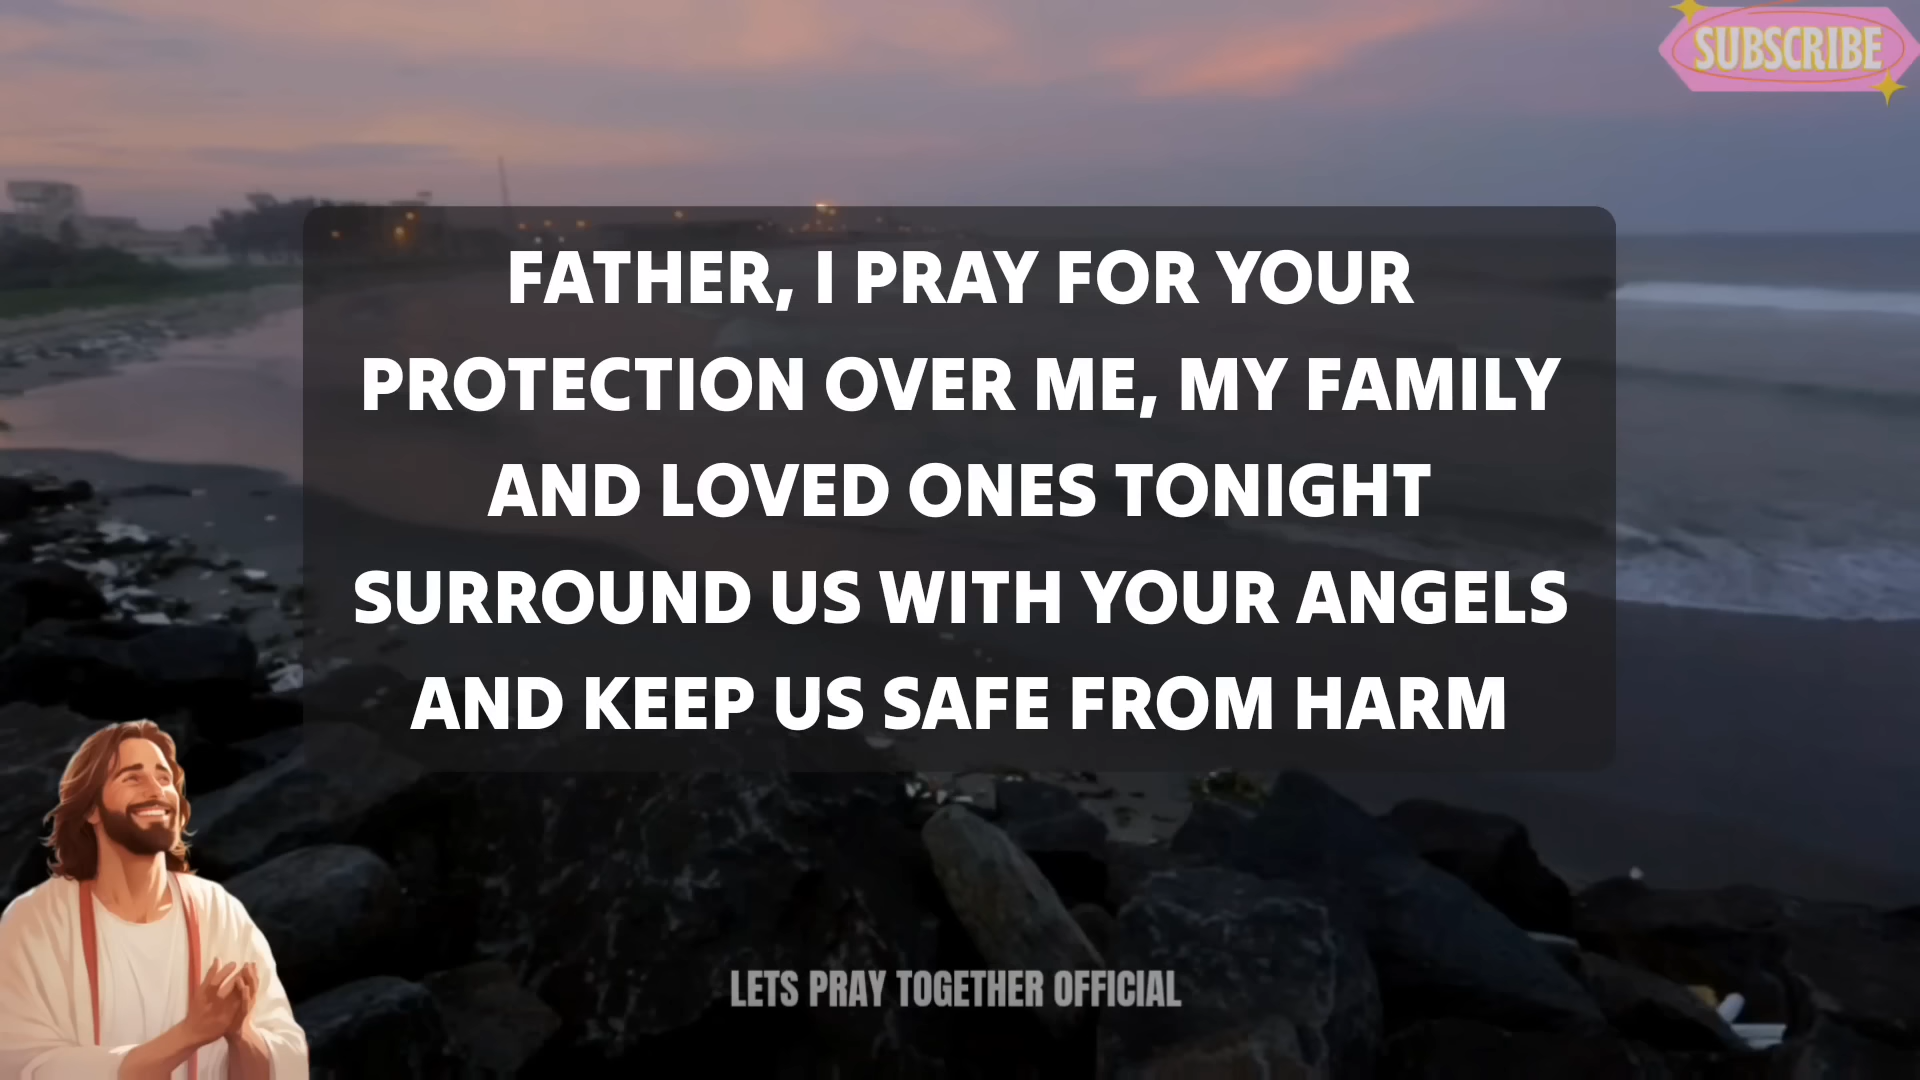 SUBSCRIBE
FATHER, I PRAY FOR YOUR
PROTECTION OVER ME, MY FAMILY
AND LOVED ONES TONIGHT
SURROUND US WITH YOUR ANGELS
AND KEEP US SAFE FROM HARM
LETS PRAY TOGETHER OFFICIAL